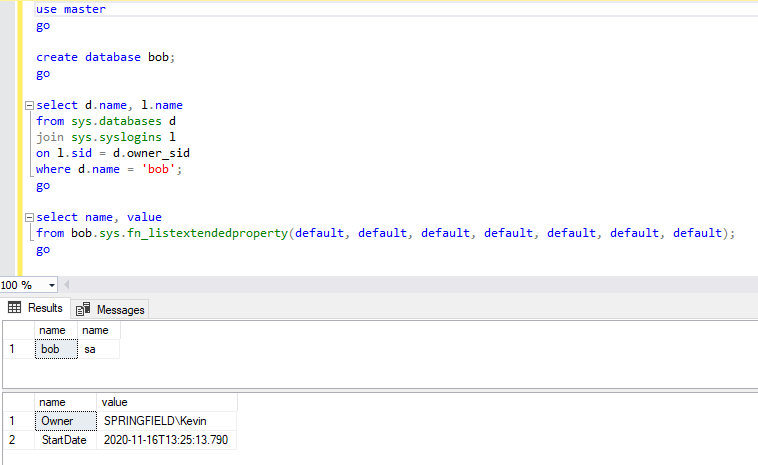 use master
go
create database bob;
go
select d.name, l.name
from sys.databases d
join sys.syslogins l
on l.sid = d.owner_sid
where d.name = 'bob';
go
select name, value
from bob.sys.fn_listextendedproperty(default, default, default, default, default, default, default);
go
100 %
Results Messages
name name
1 bob sa
name value
1 Owner SPRINGFIELD\Kevin
2 StartDate 2020-11-16T13:25:13.790